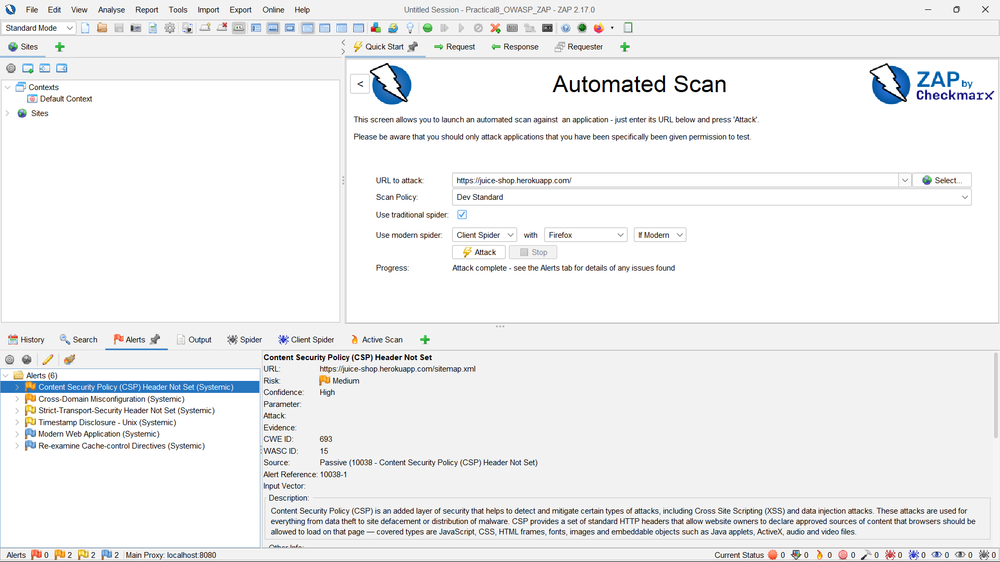 File Edit View Analyse Report Tools Import Export Online Help
Untitled Session - Practical8_OWASP_ZAP - ZAP 2.17.0
Standard Mode
Sites
Quick Start Request Response Requester
Contexts
Default Context
Sites
<
Automated Scan
ZAP by
Checkmarx
This screen allows you to launch an automated scan against  an application - just enter its URL below and press 'Attack'.
Please be aware that you should only attack applications that you have been specifically been given permission to test.
URL to attack: https://juice-shop.herokuapp.com/ Select...
Scan Policy: Dev Standard
Use traditional spider:
Use modern spider: Client Spider with Firefox If Modern
Attack Stop
Progress: Attack complete - see the Alerts tab for details of any issues found
History Search Alerts Output Spider Client Spider Active Scan
Alerts (6)
Content Security Policy (CSP) Header Not Set (Systemic)
Cross-Domain Misconfiguration (Systemic)
Strict-Transport-Security Header Not Set (Systemic)
Timestamp Disclosure - Unix (Systemic)
Modern Web Application (Systemic)
Re-examine Cache-control Directives (Systemic)
Content Security Policy (CSP) Header Not Set
URL: https://juice-shop.herokuapp.com/sitemap.xml
Risk: Medium
Confidence: High
Parameter:
Attack:
Evidence:
CWE ID: 693
WASC ID: 15
Source: Passive (10038 - Content Security Policy (CSP) Header Not Set)
Alert Reference: 10038-1
Input Vector:
Description:
Content Security Policy (CSP) is an added layer of security that helps to detect and mitigate certain types of attacks, including Cross Site Scripting (XSS) and data injection attacks. These attacks are used for
everything from data theft to site defacement or distribution of malware. CSP provides a set of standard HTTP headers that allow website owners to declare approved sources of content that browsers should be
allowed to load on that page — covered types are JavaScript, CSS, HTML frames, fonts, images and embeddable objects such as Java applets, ActiveX, audio and video files.
Other Info:
Alerts 0 2 2 2 Main Proxy: localhost:8080
Current Status 0 0 0 0 0 0 0 0 0 0